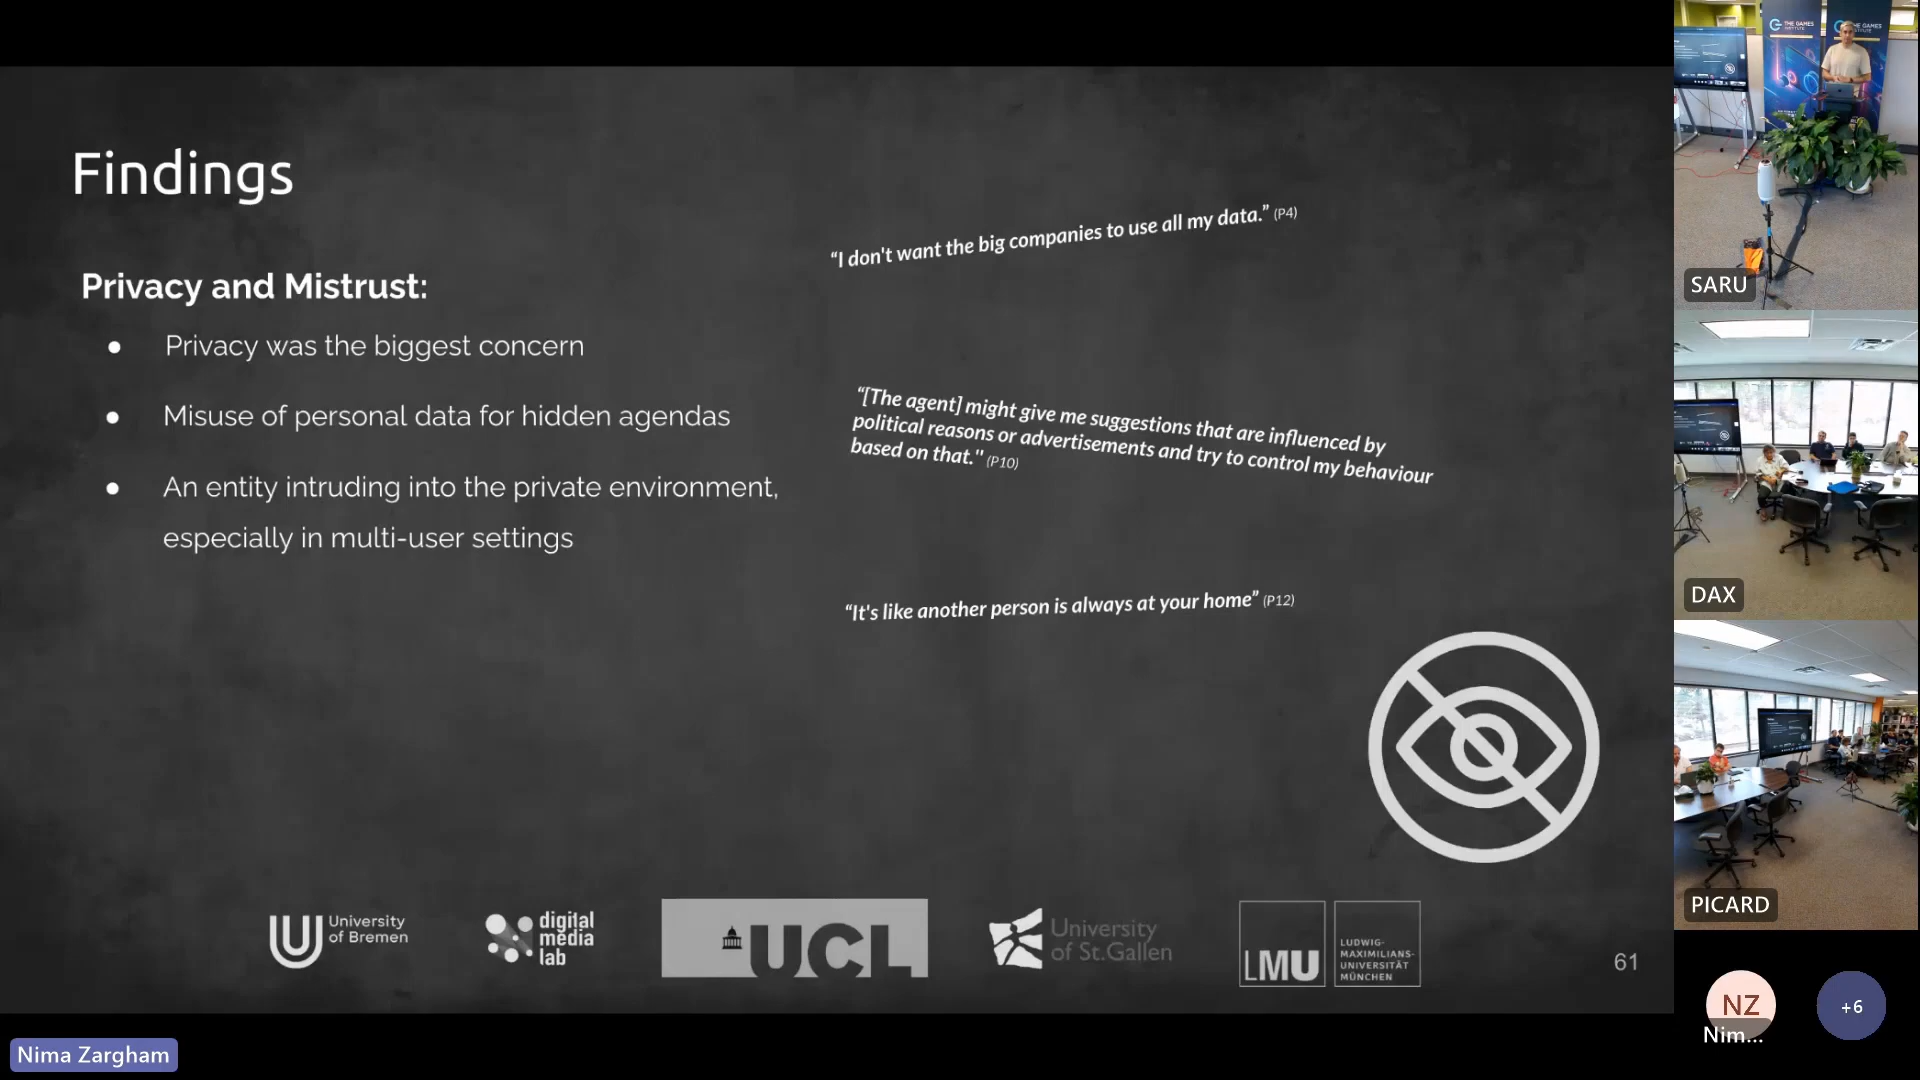 Findings
Privacy and Mistrust:
● Privacy was the biggest concern
● Misuse of personal data for hidden agendas
● An entity intruding into the private environment,
especially in multi-user settings
“I don't want the big companies to use all my data.” (P4)
“[The agent] might give me suggestions that are influenced by
political reasons or advertisements and try to control my behaviour
based on that." (P10)
“It's like another person is always at your home” (P12)
University
of Bremen
digital
media
lab
UCL
University
of St.Gallen
LMU
LUDWIG-
MAXIMILIANS-
UNIVERSITÄT
MÜNCHEN
61
Nima Zargham
THE GAMES
INSTITUTE
SARU
DAX
PICARD
NZ
Nim...
+6